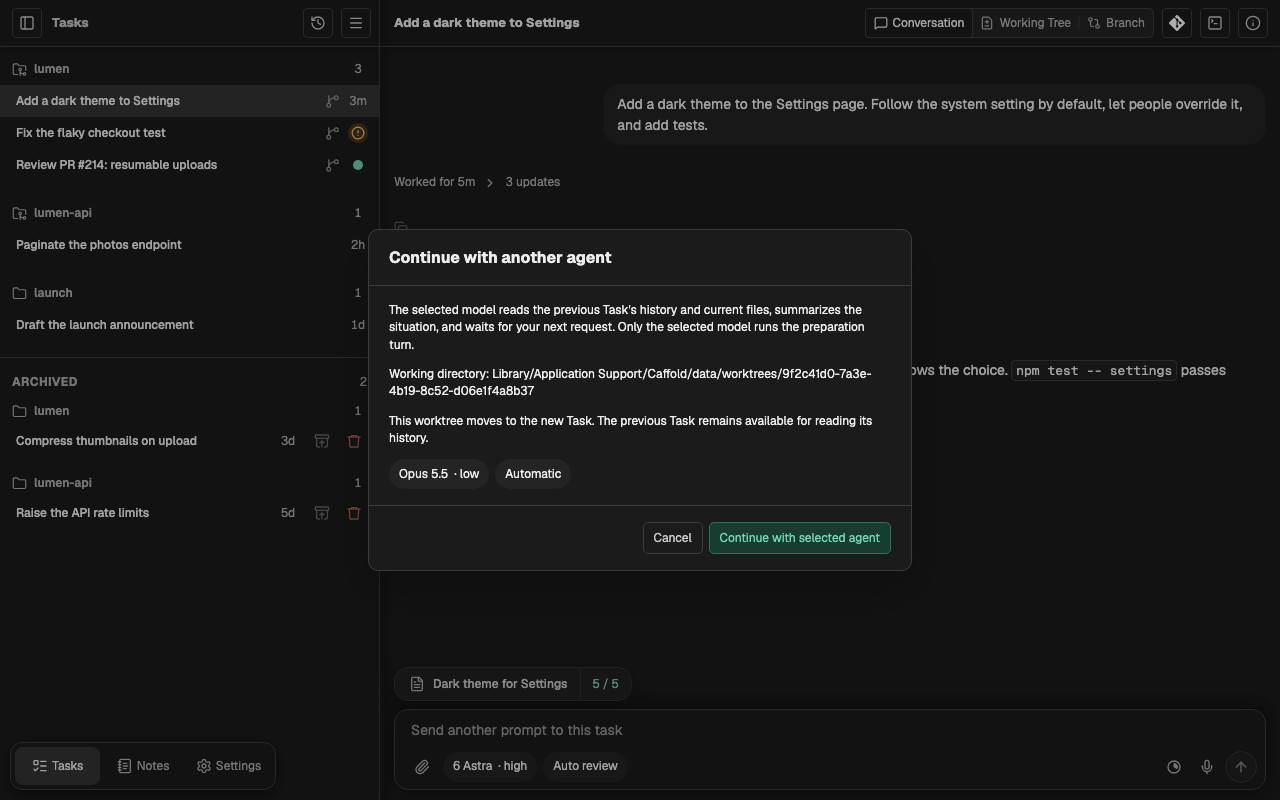 Tasks
Add a dark theme to Settings
Conversation
Working Tree
Branch
lumen
3
Add a dark theme to Settings
3m
Fix the flaky checkout test
Review PR #214: resumable uploads
lumen-api
1
Paginate the photos endpoint
2h
launch
1
Draft the launch announcement
1d
ARCHIVED
2
lumen
1
Compress thumbnails on upload
3d
lumen-api
1
Raise the API rate limits
5d
Tasks
Notes
Settings
Add a dark theme to the Settings page. Follow the system setting by default, let people override it,
and add tests.
Worked for 5m
3 updates
Continue with another agent
The selected model reads the previous Task's history and current files, summarizes the
situation, and waits for your next request. Only the selected model runs the preparation
turn.
Working directory: Library/Application Support/Caffold/data/worktrees/9f2c41d0-7a3e-
4b19-8c52-d06e1f4a8b37
This worktree moves to the new Task. The previous Task remains available for reading its
history.
Opus 5.5 · low
Automatic
Cancel
Continue with selected agent
the choice. npm test -- settings passes
Dark theme for Settings
5 / 5
Send another prompt to this task
6 Astra · high
Auto review